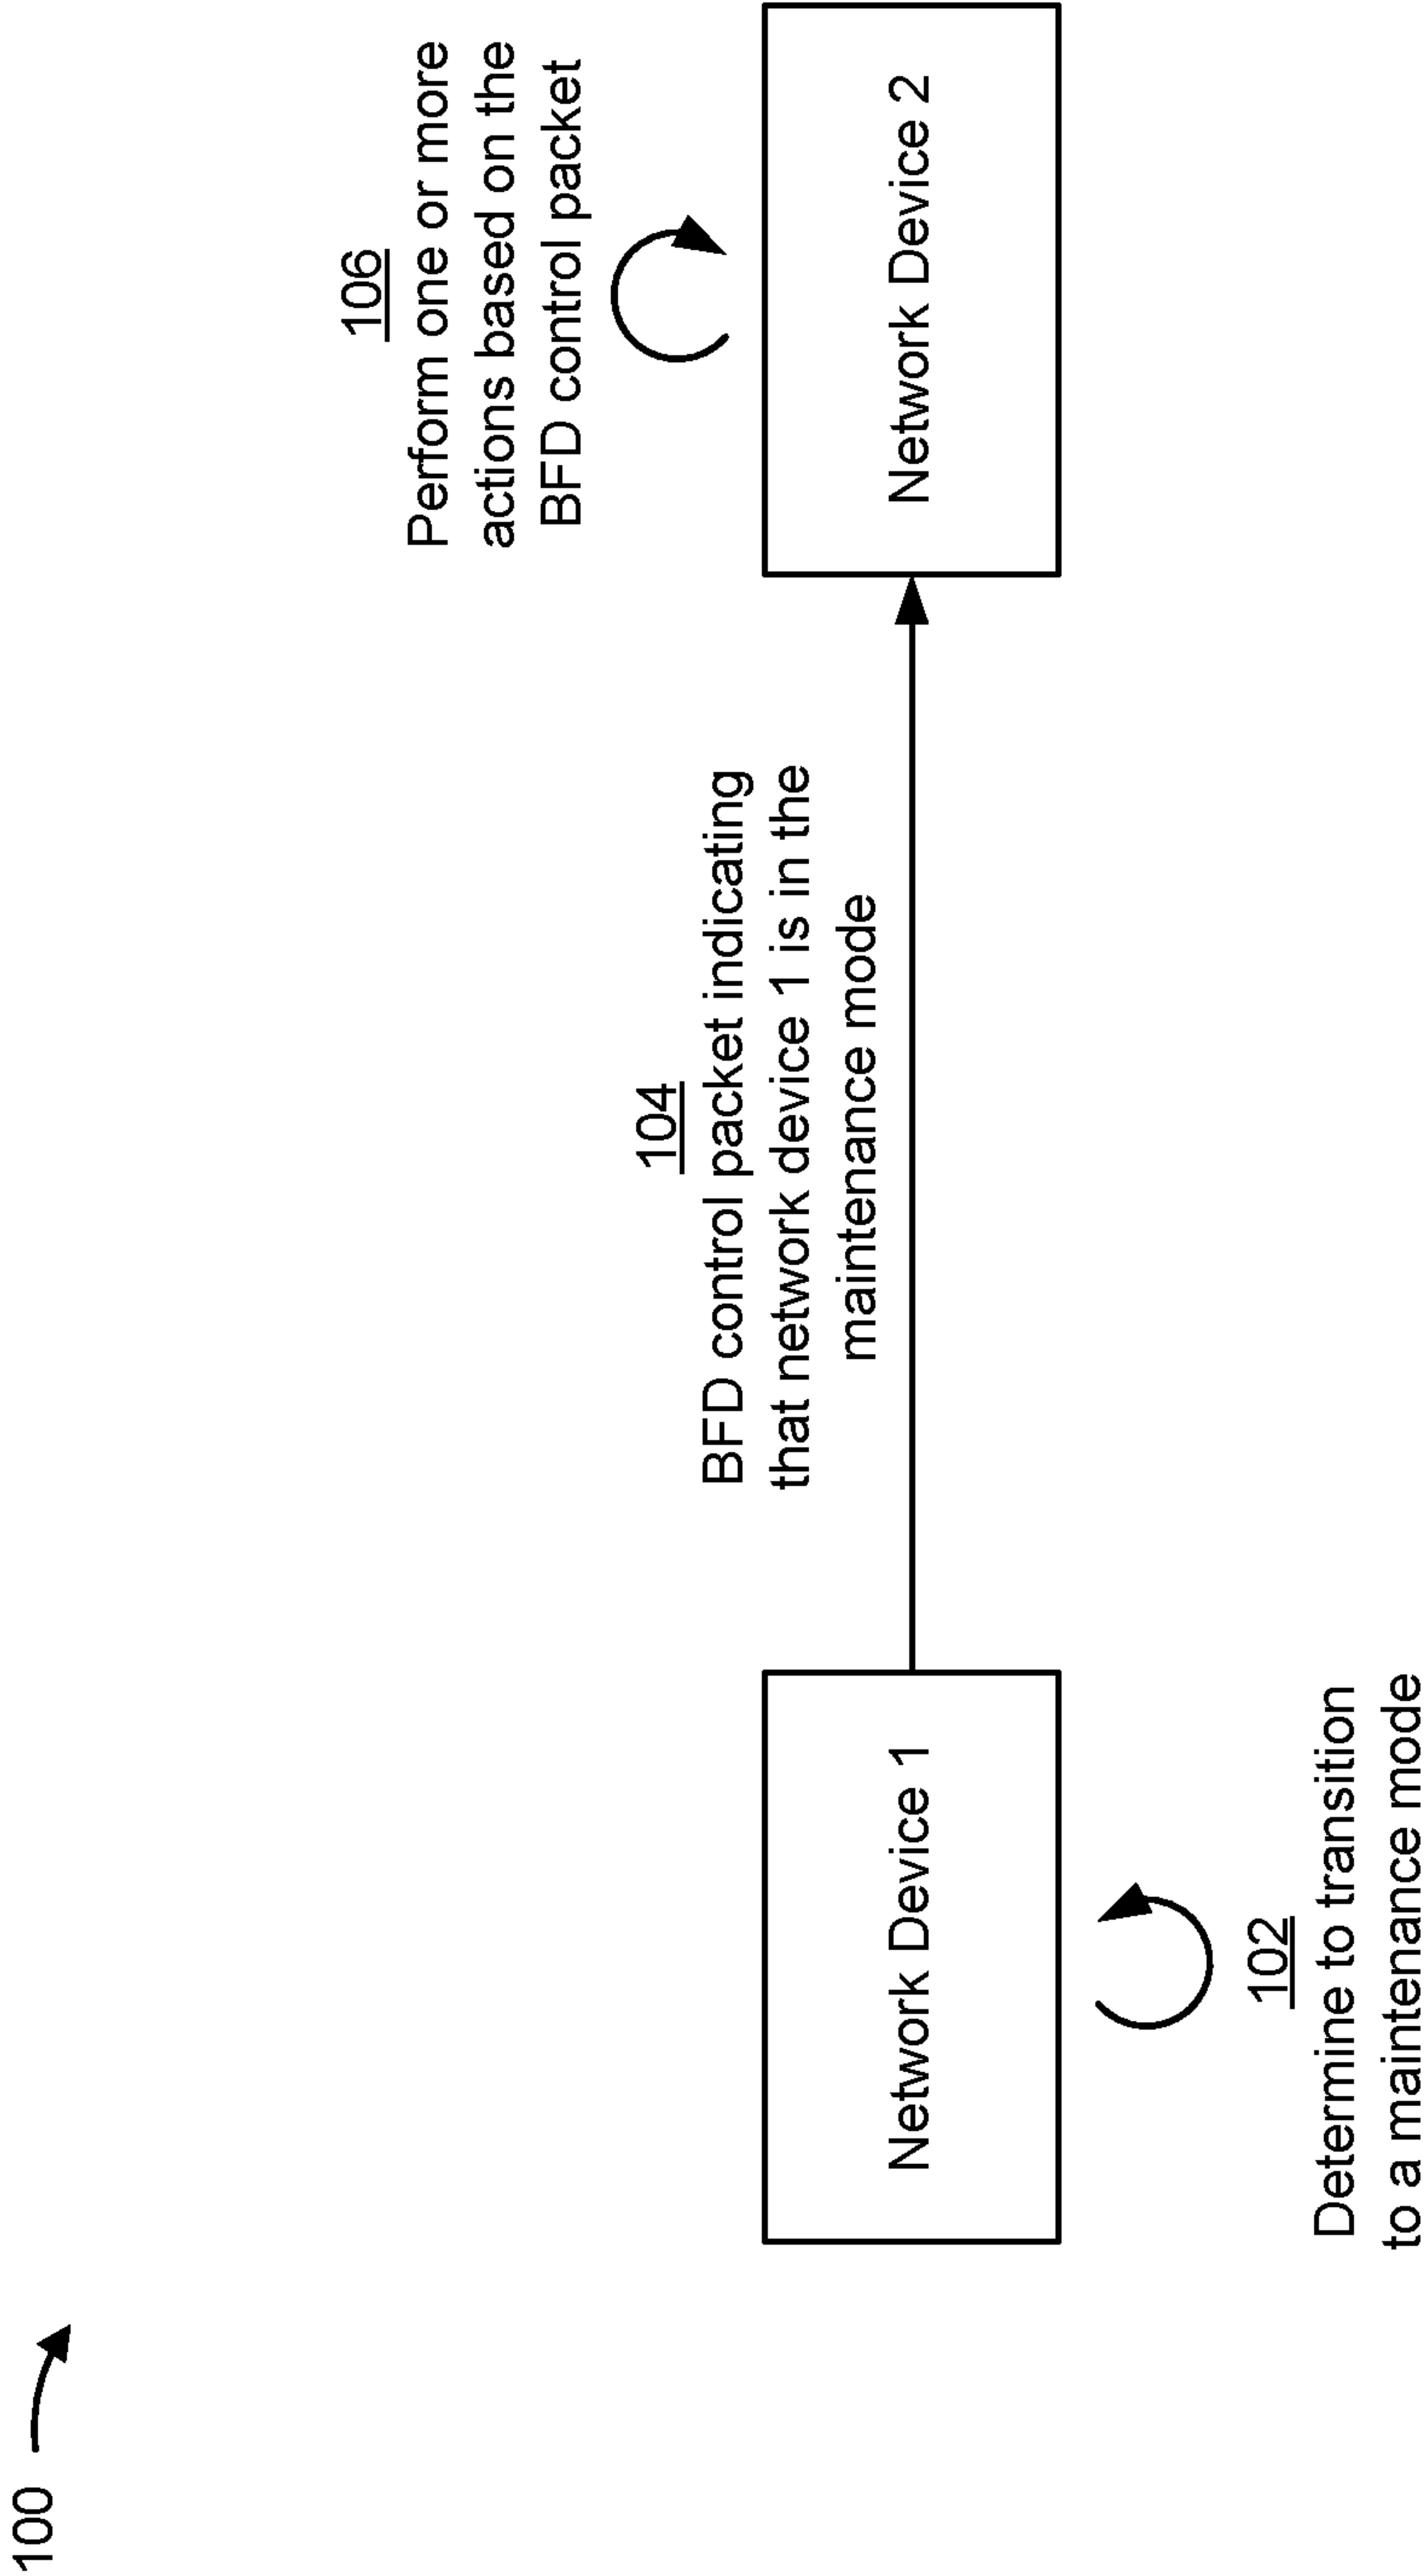 100
106
Perform one or more
actions based on the
BFD control packet
104
BFD control packet indicating
that network device 1 is in the
maintenance mode
Network Device 1
Network Device 2
102
Determine to transition
to a maintenance mode